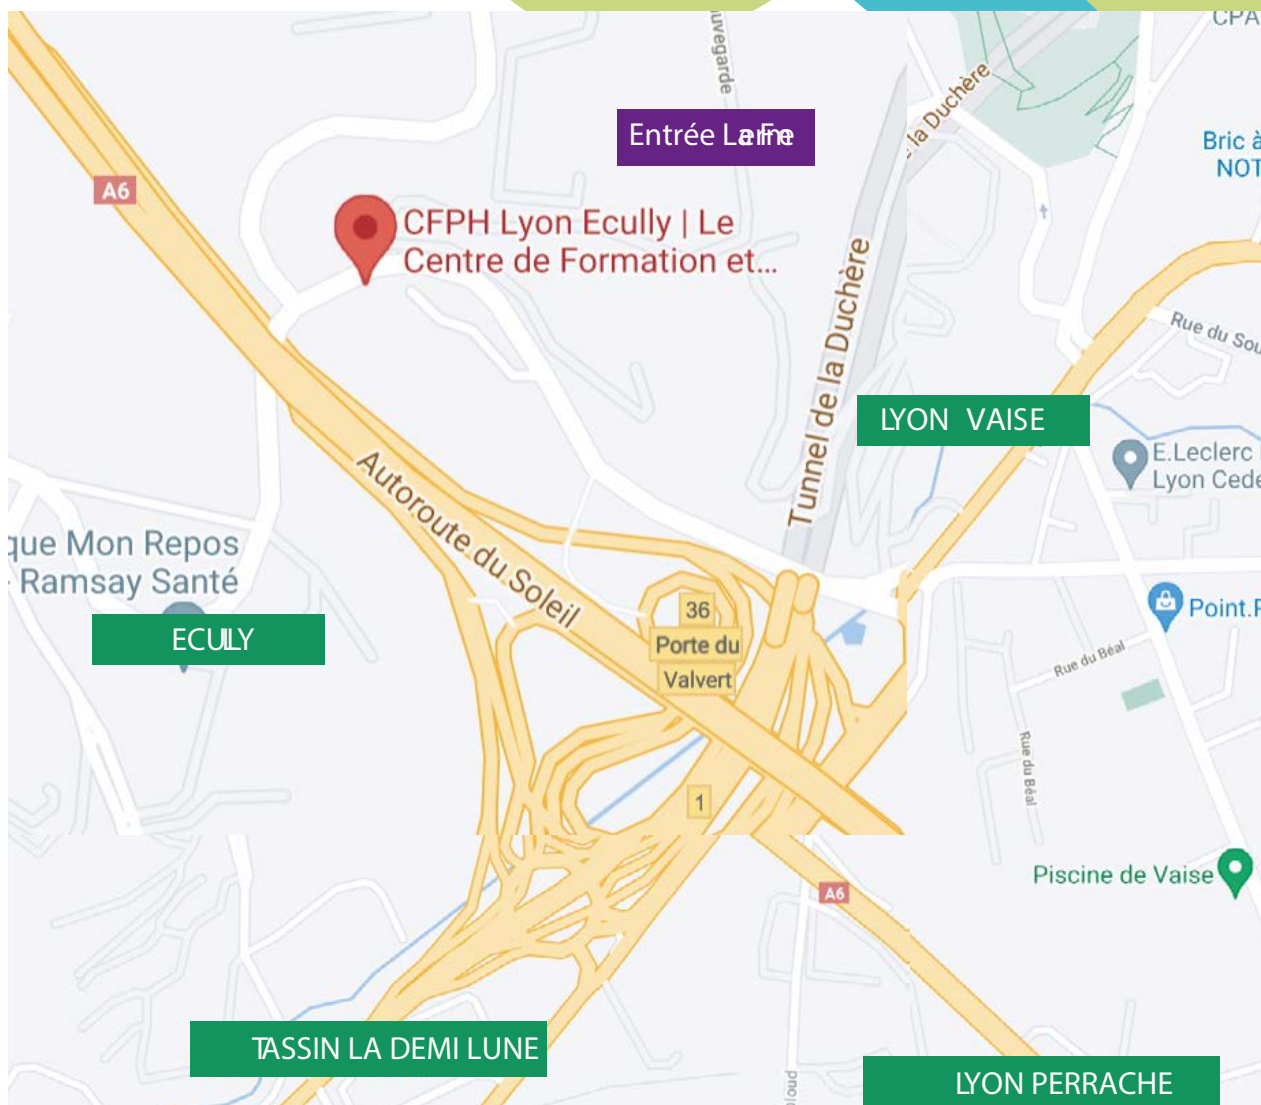 CPA
uvegarde
la Duchère
Bric à
NOT
A6
CFPH Lyon Ecully | Le
Centre de Formation et...
Tunnel de la Duchère
Rue du Sou
LYON VAISE
E.Leclerc
Lyon Cede
Autoroute du Soleil
que Mon Repos
Ramsay Santé
ECULLY
36
Porte du
Valvert
Point.
Rue du Béal
Rue du Béal
1
Piscine de Vaise
A6
TASSIN LA DEMI LUNE
LYON PERRACHE